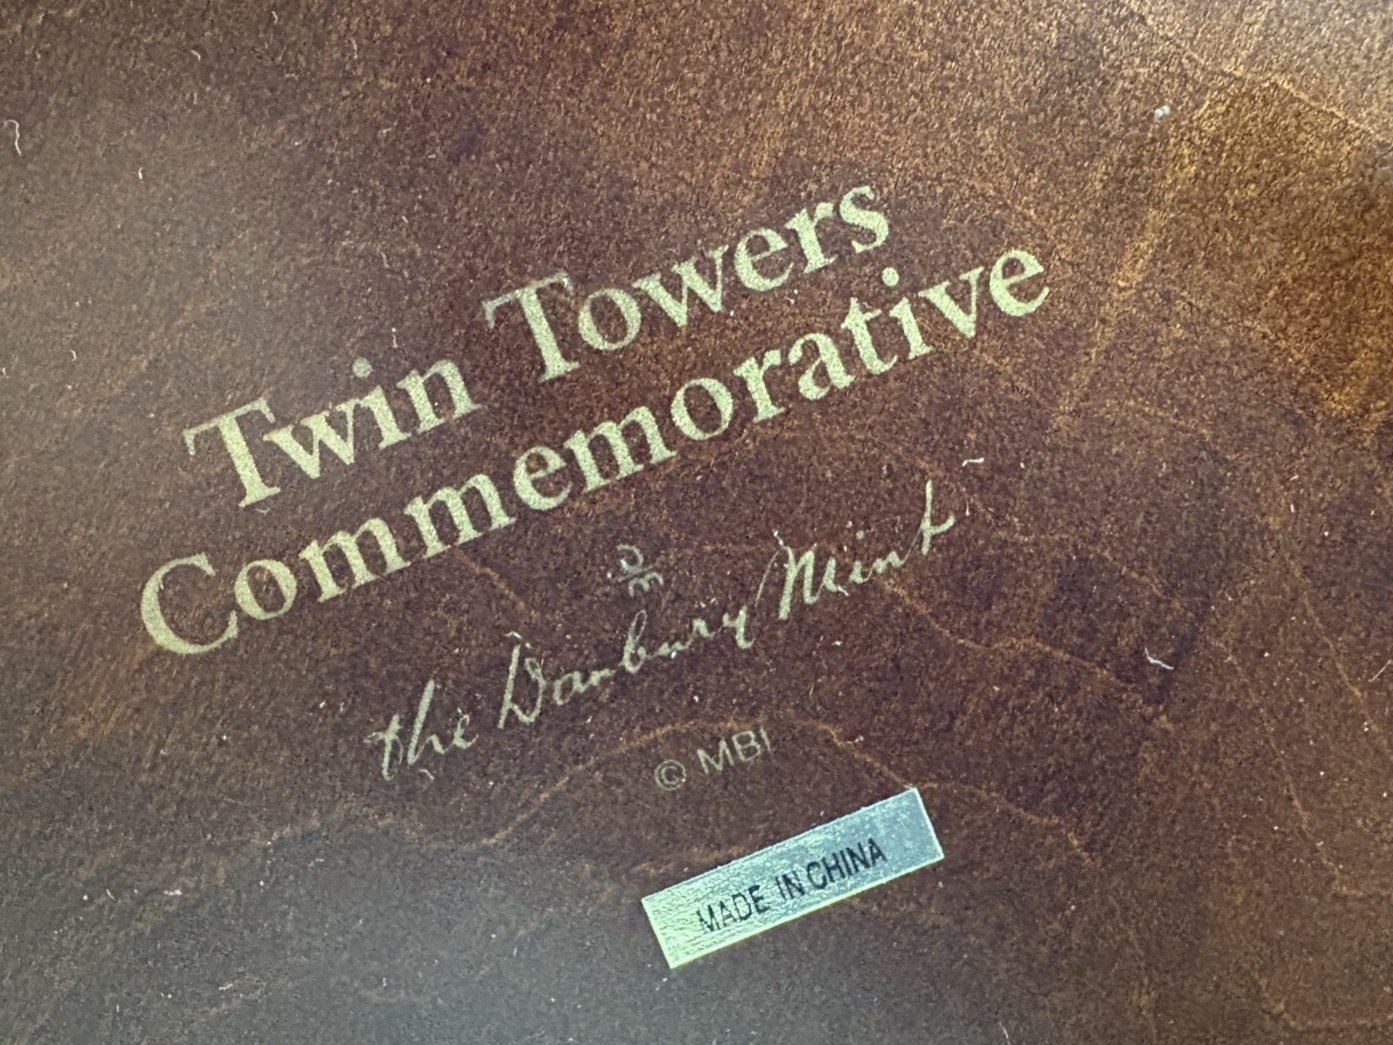 Twin Towers
Commemorative
D
M
the Danbury Mint
© MBI
MADE IN CHINA